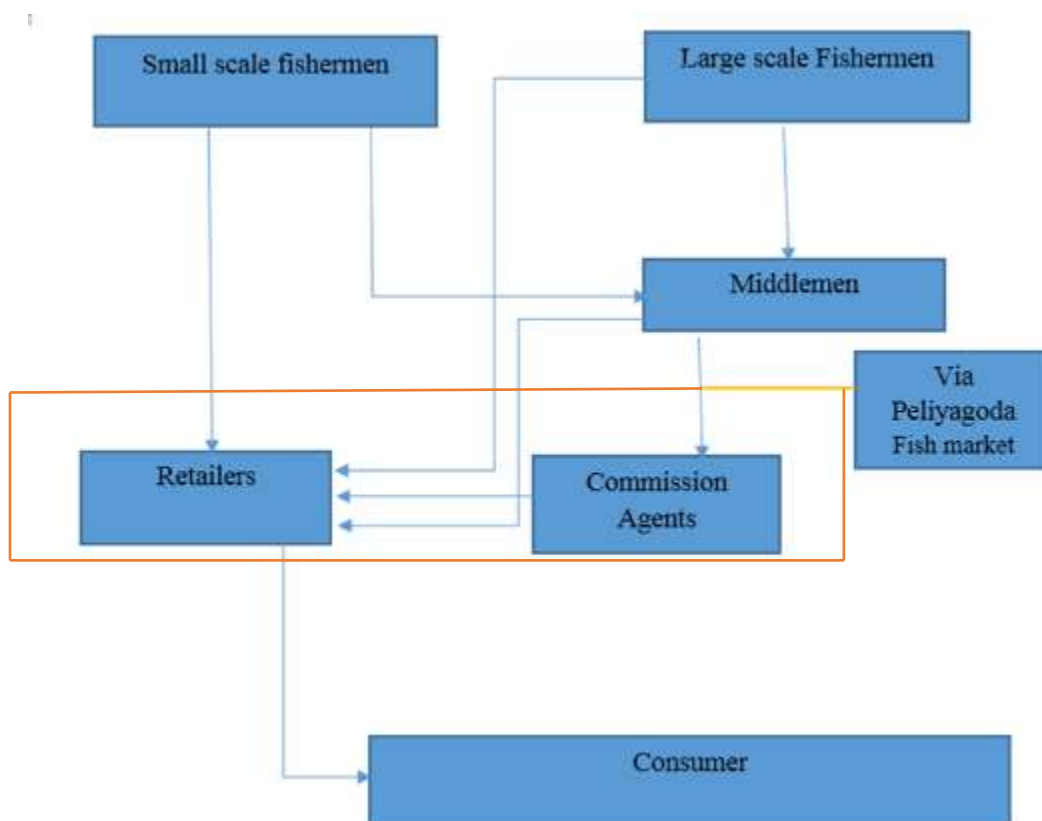 Small scale fishermen
Large scale Fishermen
Middlemen
Via
Peliyagoda
Fish market
Retailers
Commission
Agents
Consumer